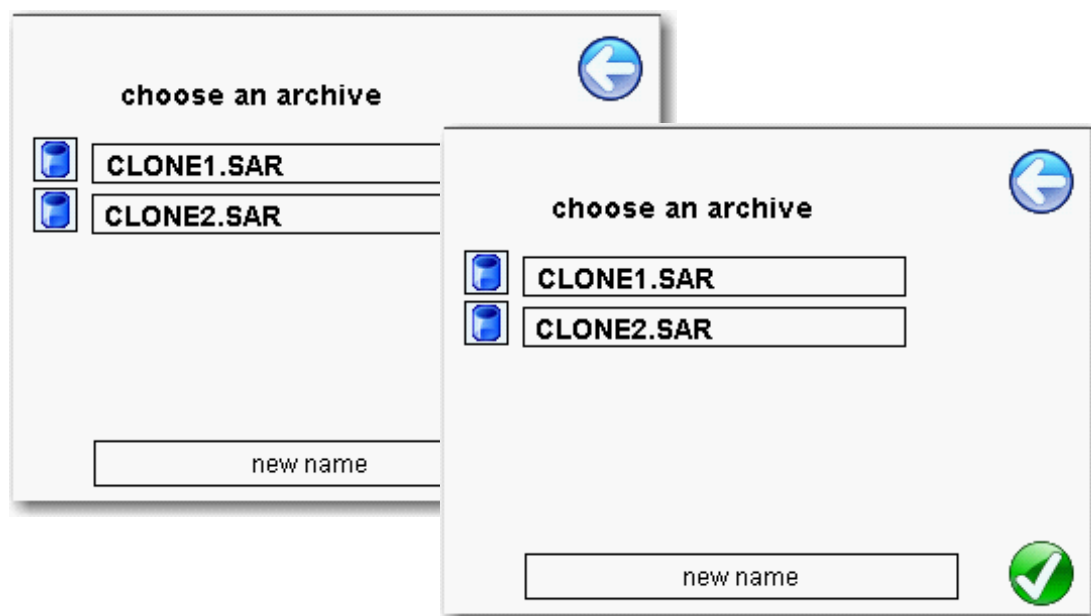 choose an archive
CLONE1.SAR
CLONE2.SAR
new name
choose an archive
CLONE1.SAR
CLONE2.SAR
new name